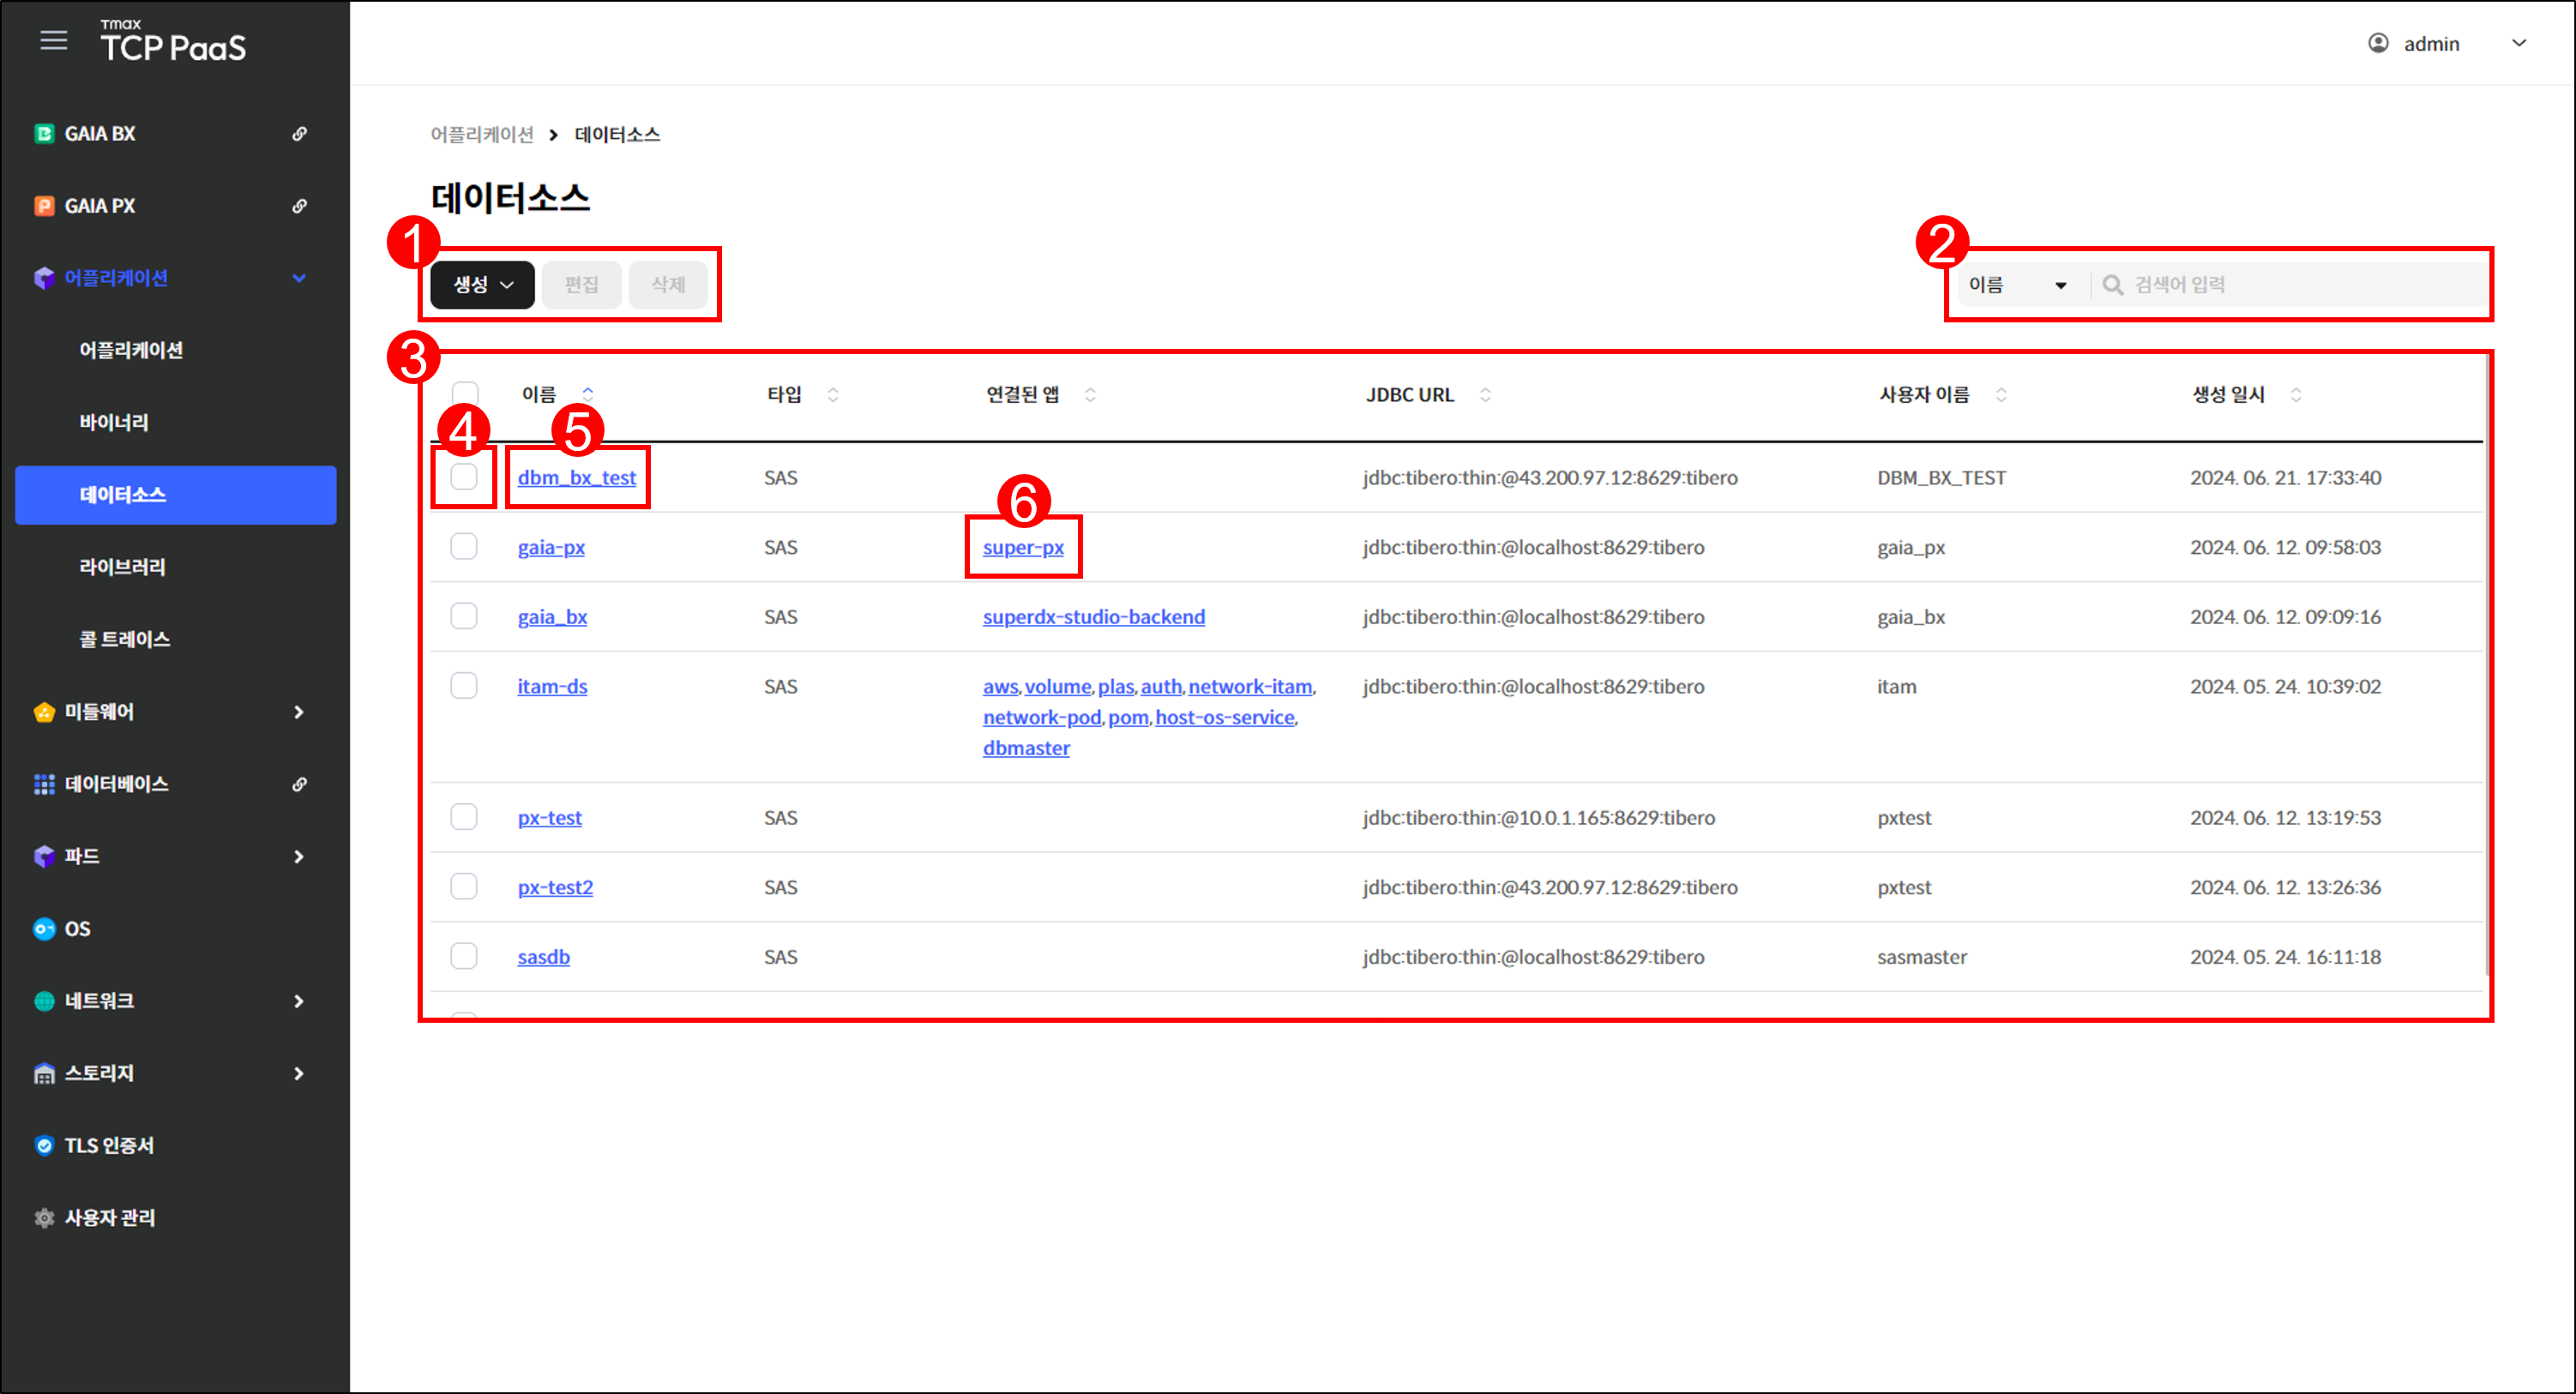 Tmax
TCP PaaS
admin
GAIA BX
GAIA PX
어플리케이션
어플리케이션
바이너리
데이터소스
라이브러리
콜 트레이스
미들웨어
데이터베이스
파드
OS
네트워크
스토리지
TLS 인증서
사용자 관리
어플리케이션 > 데이터소스
데이터소스
1
생성 편집 삭제
2
이름 검색어 입력
3
이름 타입 연결된 앱 JDBC URL 사용자 이름 생성 일시
4 5
dbm_bx_test SAS jdbc:tibero:thin:@43.200.97.12:8629:tibero DBM_BX_TEST 2024. 06. 21. 17:33:40
6
gaia-px SAS super-px jdbc:tibero:thin:@localhost:8629:tibero gaia_px 2024. 06. 12. 09:58:03
gaia_bx SAS superdx-studio-backend jdbc:tibero:thin:@localhost:8629:tibero gaia_bx 2024. 06. 12. 09:09:16
itam-ds SAS aws,volume,plas,auth,network-itam, jdbc:tibero:thin:@localhost:8629:tibero itam 2024. 05. 24. 10:39:02
network-pod,pom,host-os-service,
dbmaster
px-test SAS jdbc:tibero:thin:@10.0.1.165:8629:tibero pxtest 2024. 06. 12. 13:19:53
px-test2 SAS jdbc:tibero:thin:@43.200.97.12:8629:tibero pxtest 2024. 06. 12. 13:26:36
sasdb SAS jdbc:tibero:thin:@localhost:8629:tibero sasmaster 2024. 05. 24. 16:11:18